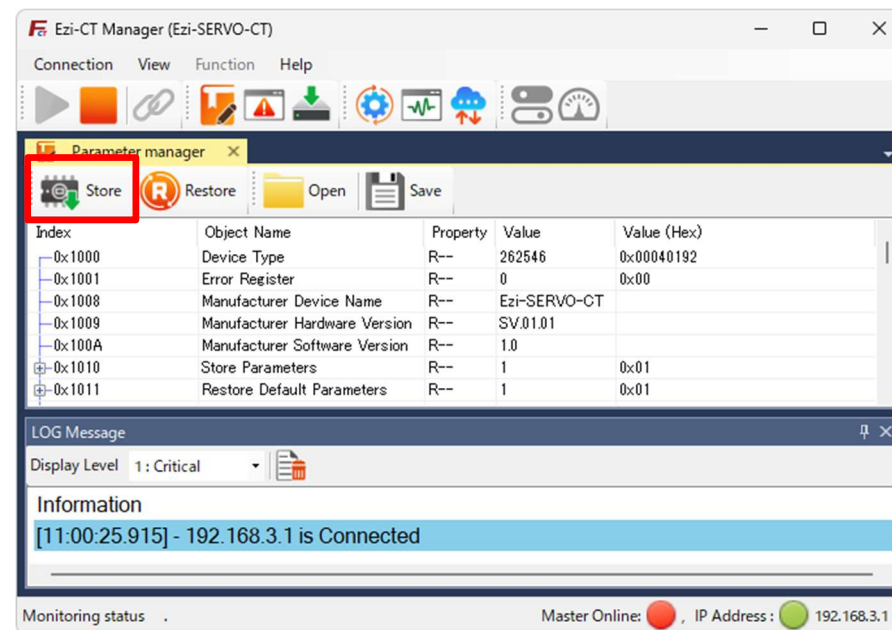 Ezi-CT Manager (Ezi-SERVO-CT)
Connection View Function Help
Parameter manager
Store Restore Open Save
Index Object Name Property Value Value (Hex)
0x1000 Device Type R-- 262546 0x00040192
0x1001 Error Register R-- 0 0x00
0x1008 Manufacturer Device Name R-- Ezi-SERVO-CT
0x1009 Manufacturer Hardware Version R-- SV.01.01
0x100A Manufacturer Software Version R-- 1.0
0x1010 Store Parameters R-- 1 0x01
0x1011 Restore Default Parameters R-- 1 0x01
LOG Message
Display Level 1 : Critical
Information
[11:00:25.915] - 192.168.3.1 is Connected
Monitoring status . Master Online: , IP Address : 192.168.3.1